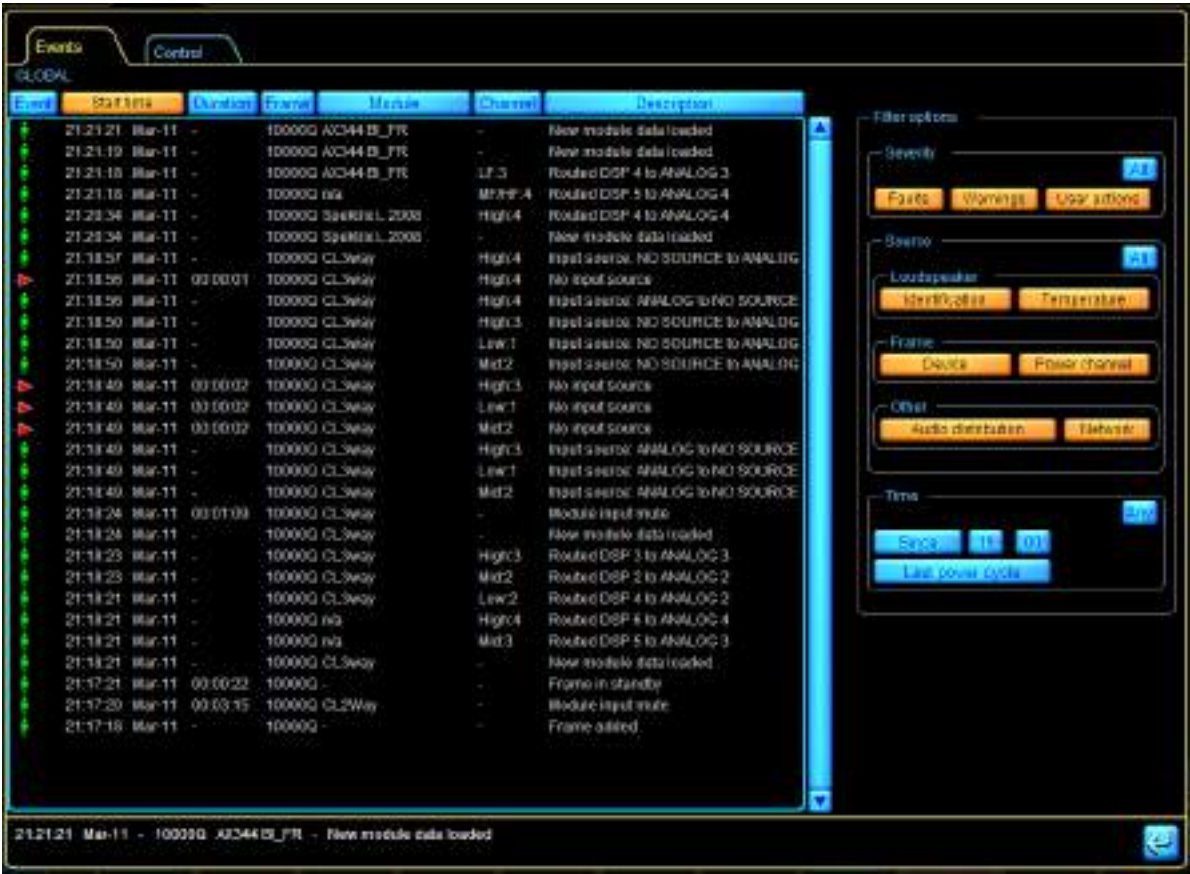 Events Control
GLOBAL
Event Start time Duration Frame Module Channel Description
21:21:21 Mar-11 - 10000Q AX344 BI_FR - New module data loaded
21:21:19 Mar-11 - 10000Q AX344 BI_FR - New module data loaded
21:21:18 Mar-11 - 10000Q AX344 BI_FR LF:3 Routed DSP 4 to ANALOG 3
21:21:18 Mar-11 - 10000Q n/a MF/HF:4 Routed DSP 5 to ANALOG 4
21:20:34 Mar-11 - 10000Q 2008 High:4 Routed DSP 4 to ANALOG 4
21:20:34 Mar-11 - 10000Q 2008 - New module data loaded
21:18:57 Mar-11 - 10000Q CL3way High:4 Input source: NO SOURCE to ANALOG
21:18:56 Mar-11 00:00:01 10000Q CL3way High:4 No input source
21:18:56 Mar-11 - 10000Q CL3way High:4 Input source: ANALOG to NO SOURCE
21:18:50 Mar-11 - 10000Q CL3way High:3 Input source: NO SOURCE to ANALOG
21:18:50 Mar-11 - 10000Q CL3way Low:1 Input source: NO SOURCE to ANALOG
21:18:50 Mar-11 - 10000Q CL3way Mid:2 Input source: NO SOURCE to ANALOG
21:18:49 Mar-11 00:00:02 10000Q CL3way High:3 No input source
21:18:49 Mar-11 00:00:02 10000Q CL3way Low:1 No input source
21:18:49 Mar-11 00:00:02 10000Q CL3way Mid:2 No input source
21:18:49 Mar-11 - 10000Q CL3way High:3 Input source: ANALOG to NO SOURCE
21:18:49 Mar-11 - 10000Q CL3way Low:1 Input source: ANALOG to NO SOURCE
21:18:49 Mar-11 - 10000Q CL3way Mid:2 Input source: ANALOG to NO SOURCE
21:18:24 Mar-11 00:01:09 10000Q CL3way - Module input mute
21:18:24 Mar-11 - 10000Q CL3way - New module data loaded
21:18:23 Mar-11 - 10000Q CL3way High:3 Routed DSP 3 to ANALOG 3
21:18:23 Mar-11 - 10000Q CL3way Mid:2 Routed DSP 2 to ANALOG 2
21:18:21 Mar-11 - 10000Q CL3way Low:2 Routed DSP 4 to ANALOG 2
21:18:21 Mar-11 - 10000Q n/a High:4 Routed DSP 6 to ANALOG 4
21:18:21 Mar-11 - 10000Q n/a Mid:3 Routed DSP 5 to ANALOG 3
21:18:21 Mar-11 - 10000Q CL3way - New module data loaded
21:17:21 Mar-11 00:00:22 10000Q - - Frame in standby
21:17:20 Mar-11 00:03:15 10000Q CL2Way - Module input mute
21:17:18 Mar-11 - 10000Q - - Frame added
Filter options
Severity
All
Faults Warnings User actions
Source
All
Loudspeaker
Identification Temperature
Frame
Device Power channel
Other
Audio distribution Network
Time
Any
Since 19 00
Last power cycle
21:21:21 Mar-11 - 10000Q AX344 BI_FR - New module data loaded